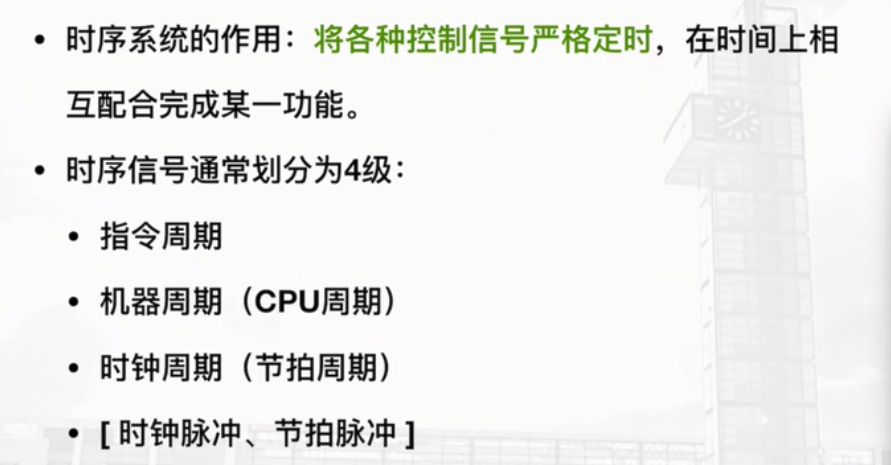 • 时序系统的作用：将各种控制信号严格定时，在时间上相
互配合完成某一功能。
• 时序信号通常划分为4级：
• 指令周期
• 机器周期（CPU周期）
• 时钟周期（节拍周期）
• [ 时钟脉冲、节拍脉冲 ]